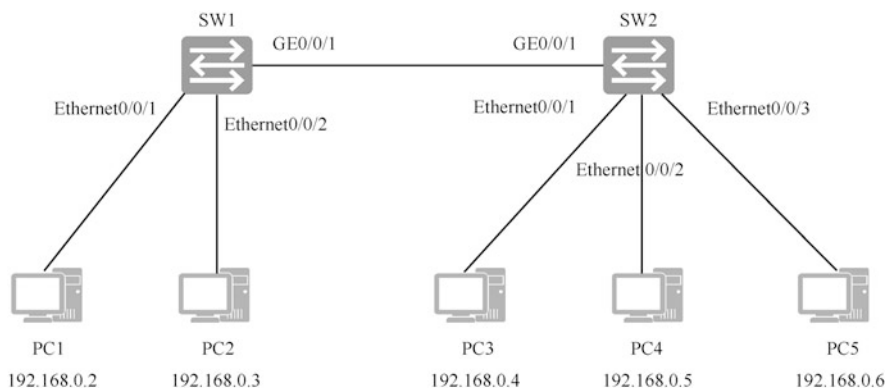 SW1
SW2
GE0/0/1
GE0/0/1
Ethernet0/0/1
Ethernet0/0/2
Ethernet0/0/1
Ethernet0/0/3
Ethernet 0/0/2
PC1
PC2
PC3
PC4
PC5
192.168.0.2
192.168.0.3
192.168.0.4
192.168.0.5
192.168.0.6